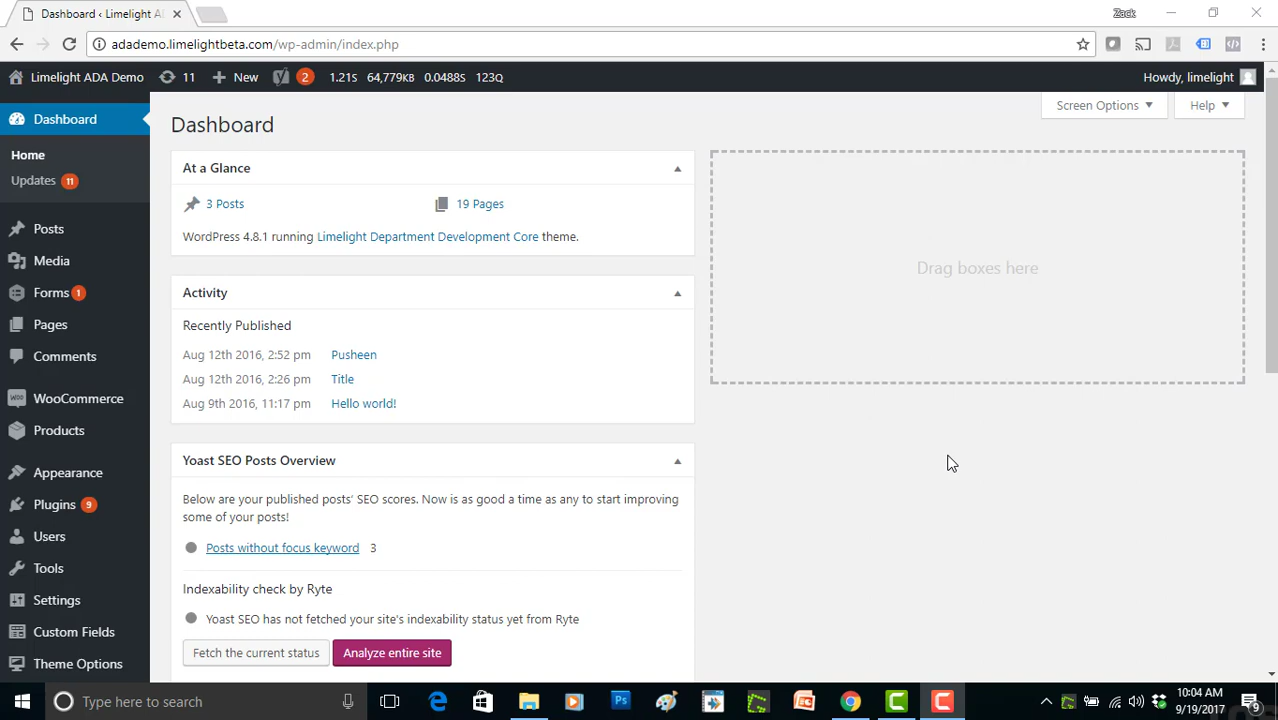 Dashboard ‹ Limelight AD
Zack
adademo.limelightbeta.com/wp-admin/index.php
Limelight ADA Demo
11
New
2
1.21S 64,779KB 0.0488S 123Q
Howdy, limelight
Dashboard
Home
Updates 11
Posts
Media
Forms 1
Pages
Comments
WooCommerce
Products
Appearance
Plugins 9
Users
Tools
Settings
Custom Fields
Theme Options
Screen Options
Help
Dashboard
At a Glance
3 Posts
19 Pages
WordPress 4.8.1 running Limelight Department Development Core theme.
Activity
Recently Published
Aug 12th 2016, 2:52 pm Pusheen
Aug 12th 2016, 2:26 pm Title
Aug 9th 2016, 11:17 pm Hello world!
Yoast SEO Posts Overview
Below are your published posts' SEO scores. Now is as good a time as any to start improving
some of your posts!
Posts without focus keyword 3
Indexability check by Ryte
Yoast SEO has not fetched your site's indexability status yet from Ryte
Fetch the current status
Analyze entire site
Drag boxes here
Type here to search
10:04 AM
9/19/2017
9